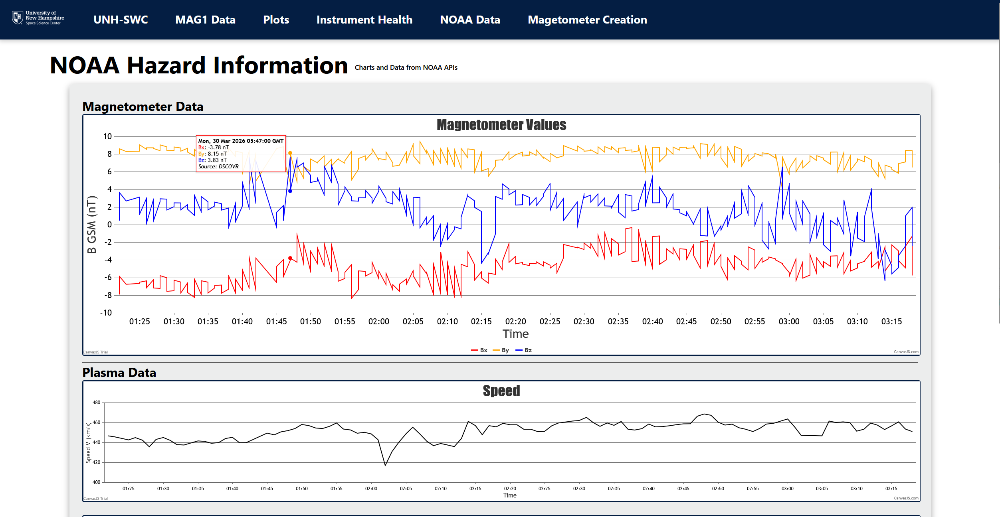 University of
New Hampshire
Space Science Center
NH
UNH-SWC MAG1 Data Plots Instrument Health NOAA Data Magetometer Creation
NOAA Hazard Information Charts and Data from NOAA APIs
Magnetometer Data
Magnetometer Values
Mon, 30 Mar 2026 05:47:00 GMT
Bx: -3.78 nT
By: 8.15 nT
Bz: 3.83 nT
Source: DSCOVR
B GSM (nT)
10
8
6
4
2
0
-2
-4
-6
-8
-10
01:25 01:30 01:35 01:40 01:45 01:50 01:55 02:00 02:05 02:10 02:15 02:20 02:25 02:30 02:35 02:40 02:45 02:50 02:55 03:00 03:05 03:10 03:15
Time
Bx By Bz
CanvasJS Trial CanvasJS.com
Plasma Data
Speed
Speed V (km/s)
480
460
440
420
400
01:25 01:30 01:35 01:40 01:45 01:50 01:55 02:00 02:05 02:10 02:15 02:20 02:25 02:30 02:35 02:40 02:45 02:50 02:55 03:00 03:05 03:10 03:15
Time
CanvasJS Trial CanvasJS.com